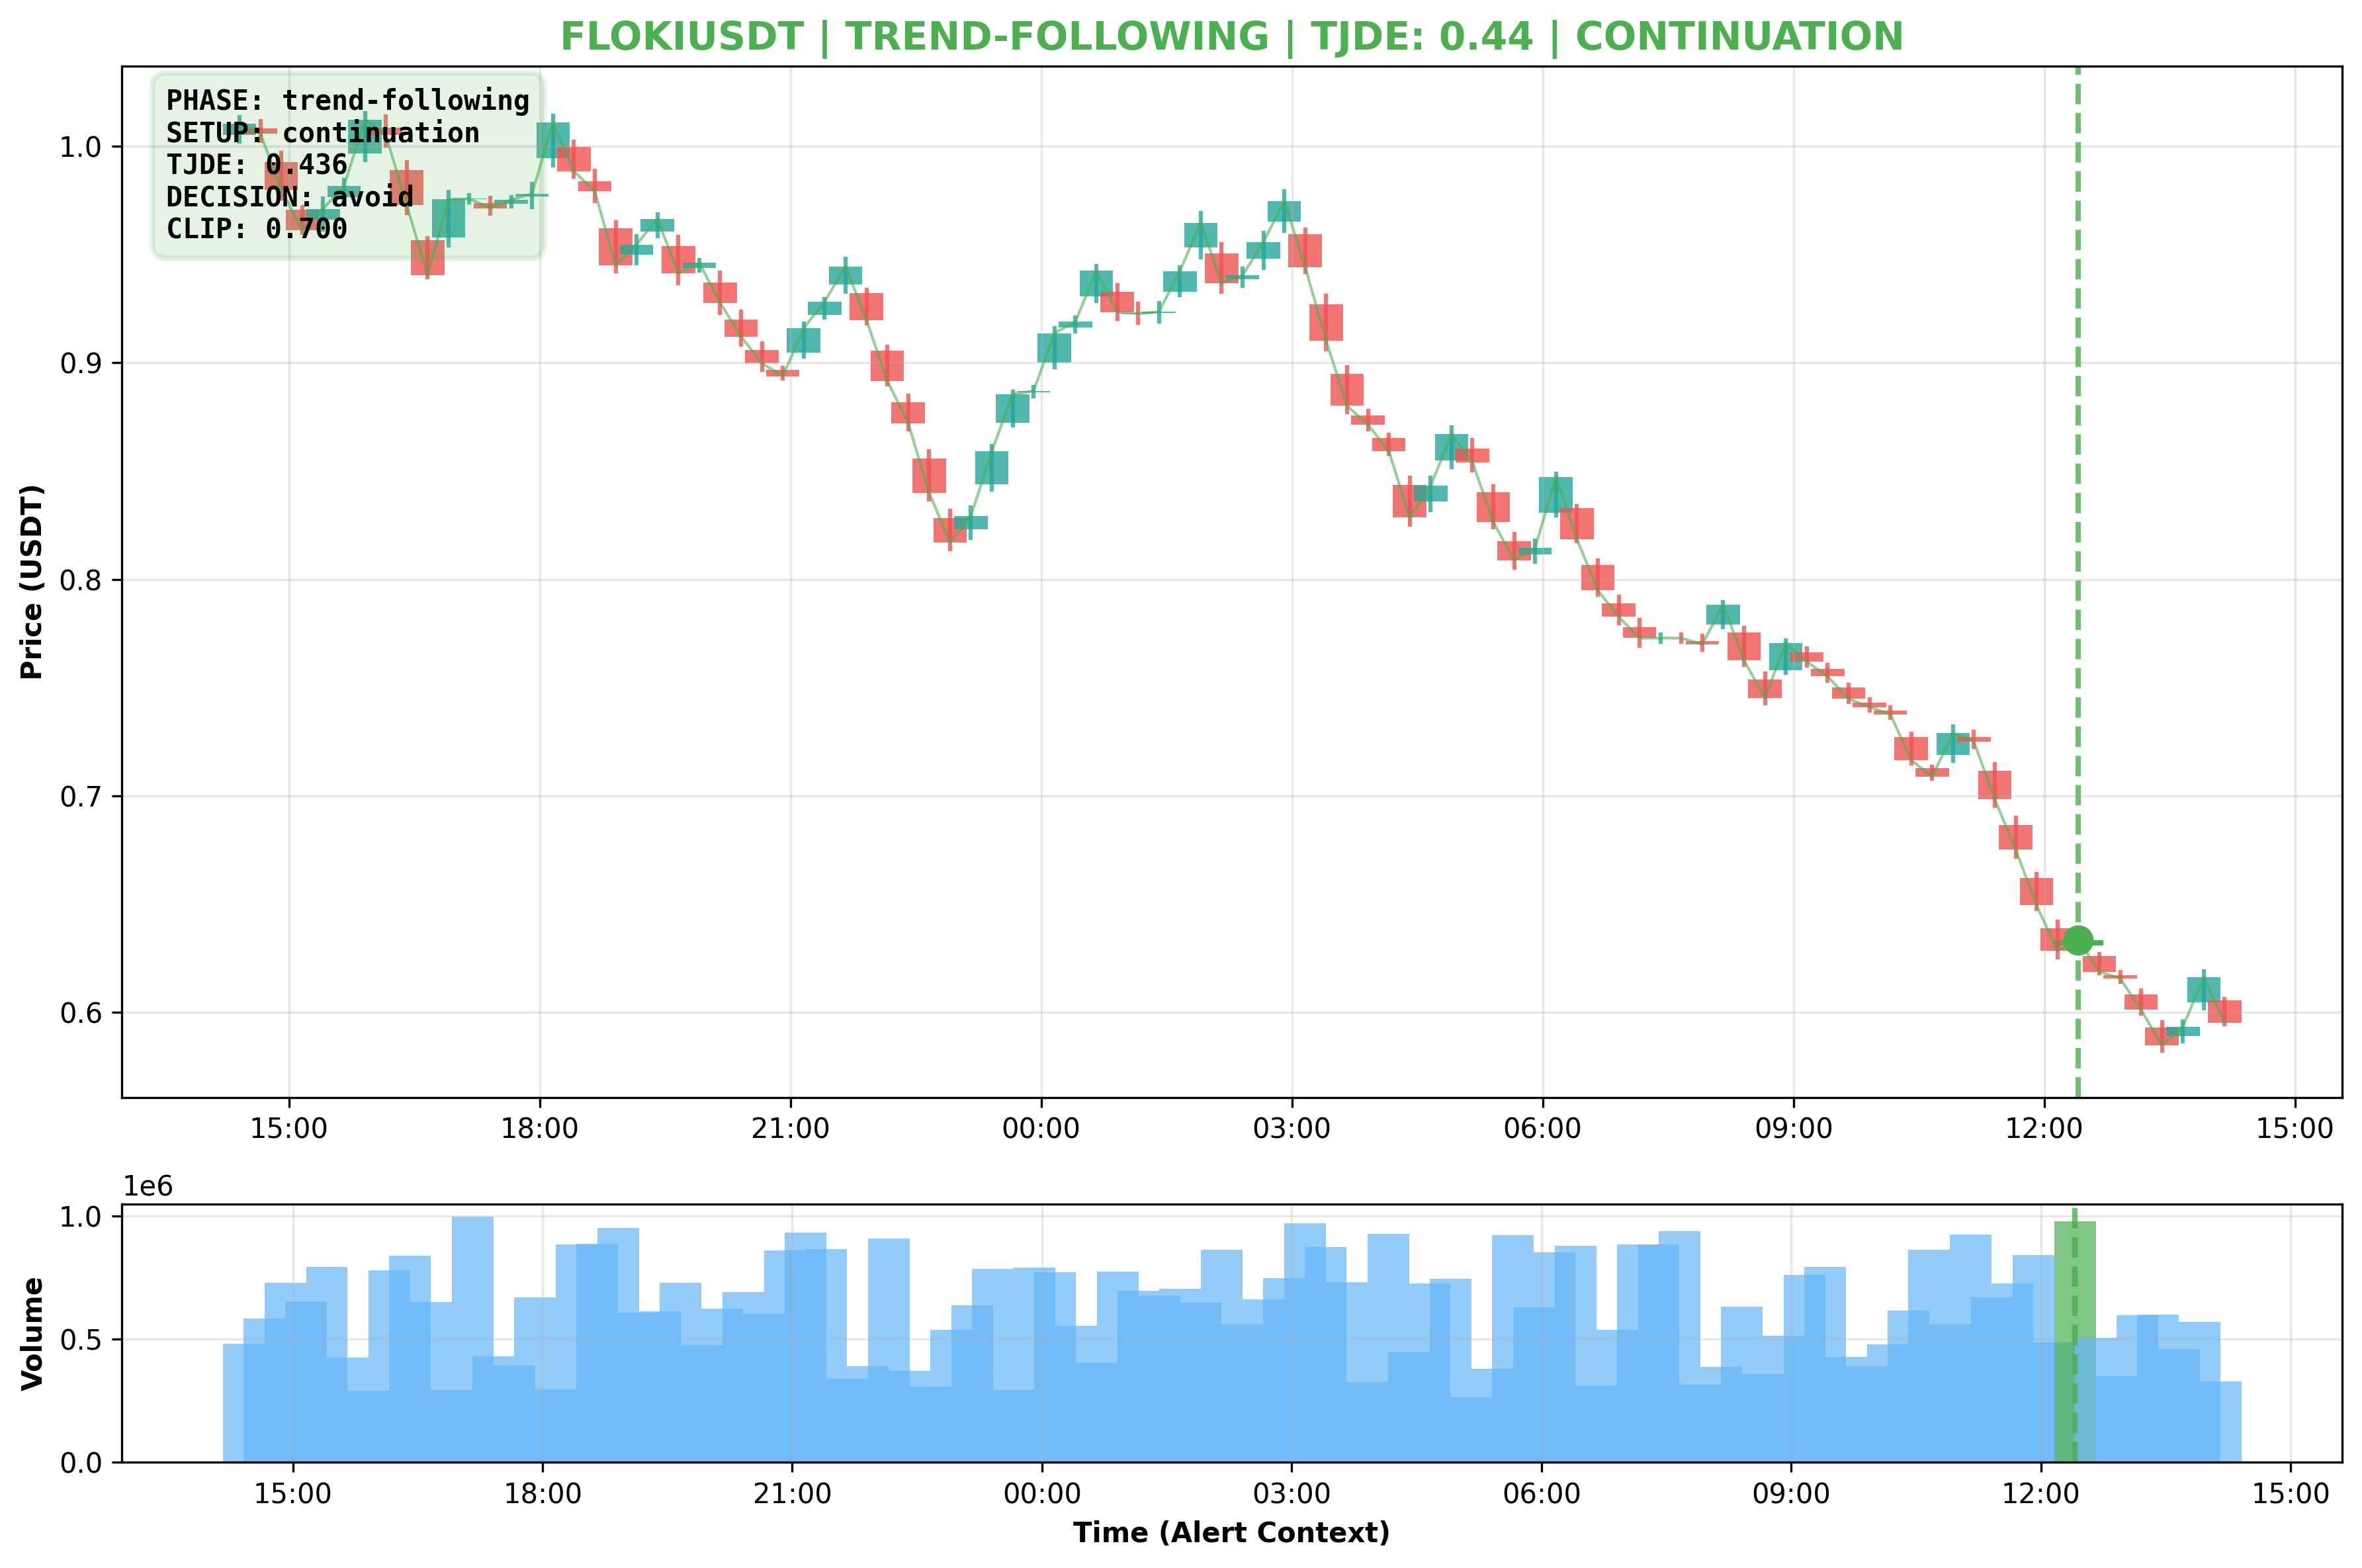 FLOKIUSDT | TREND-FOLLOWING | TJDE: 0.44 | CONTINUATION
PHASE: trend-following
SETUP: continuation
TJDE: 0.436
DECISION: avoid
CLIP: 0.700
Price (USDT)
1.0
0.9
0.8
0.7
0.6
15:00 18:00 21:00 00:00 03:00 06:00 09:00 12:00 15:00
1e6
Volume
1.0
0.5
0.0
15:00 18:00 21:00 00:00 03:00 06:00 09:00 12:00 15:00
Time (Alert Context)